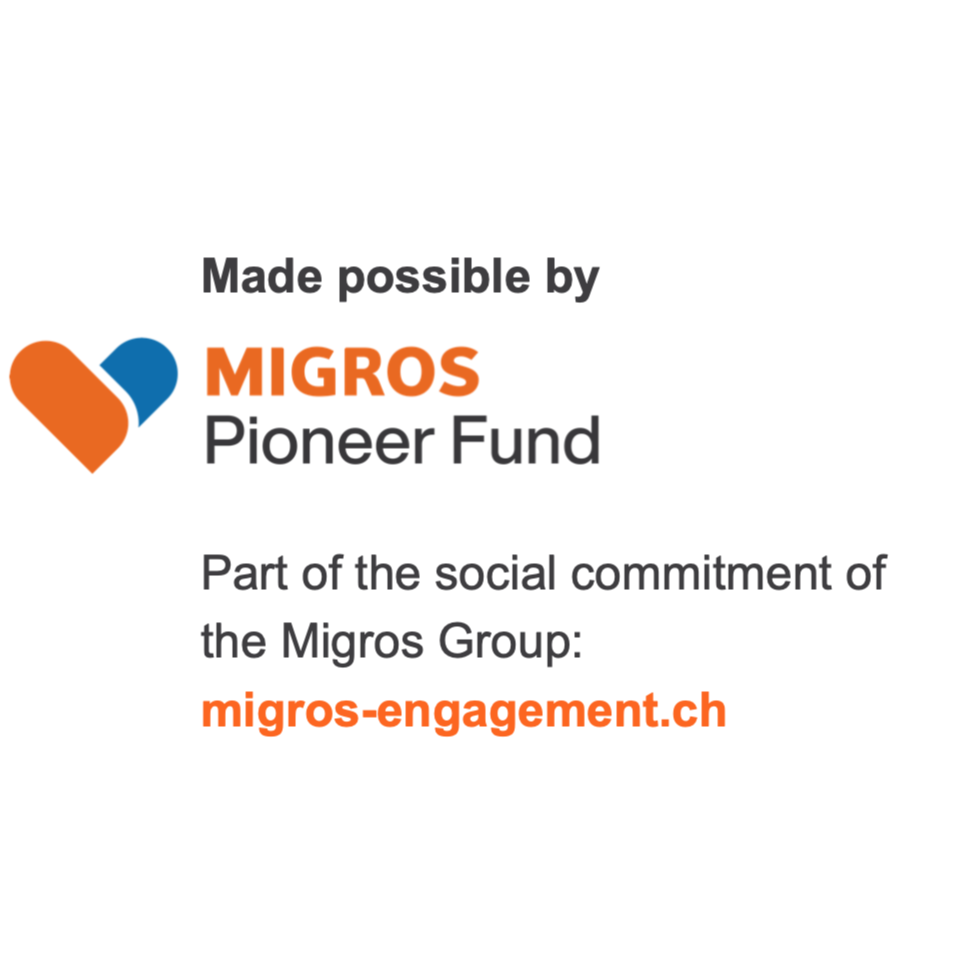 Made possible by
MIGROS
Pioneer Fund
Part of the social commitment of
the Migros Group:
migros-engagement.ch